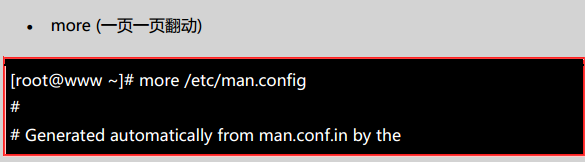 • more (一页一页翻动)
[root@www ~]# more /etc/man.config
#
# Generated automatically from man.conf.in by the